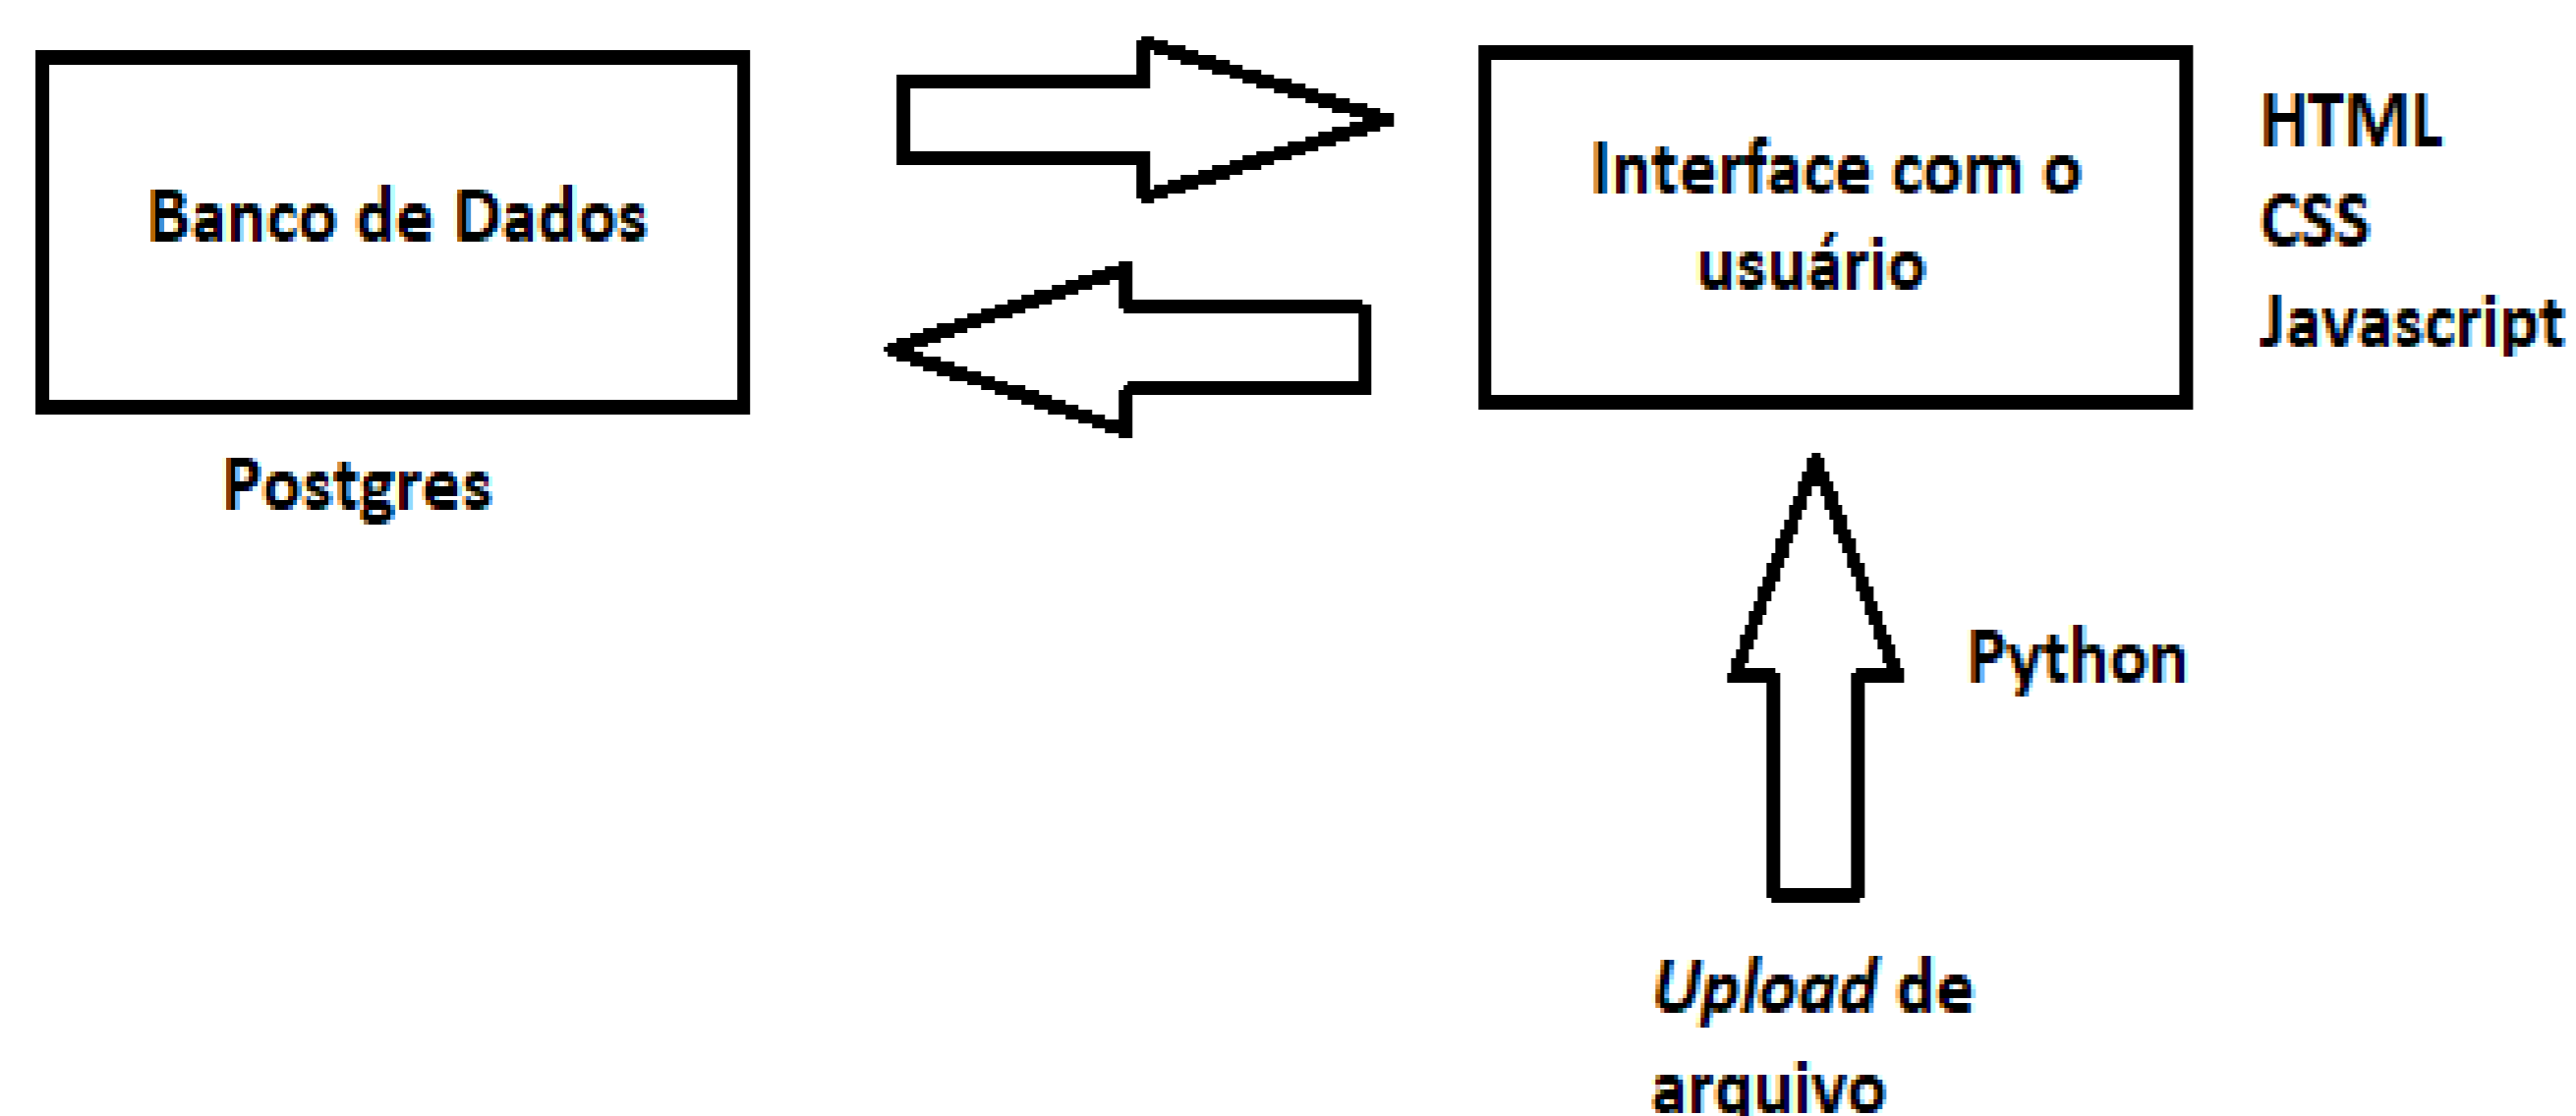 Banco de Dados
Postgres
Interface com o
usuário
HTML
CSS
Javascript
Python
Upload de
arquivo